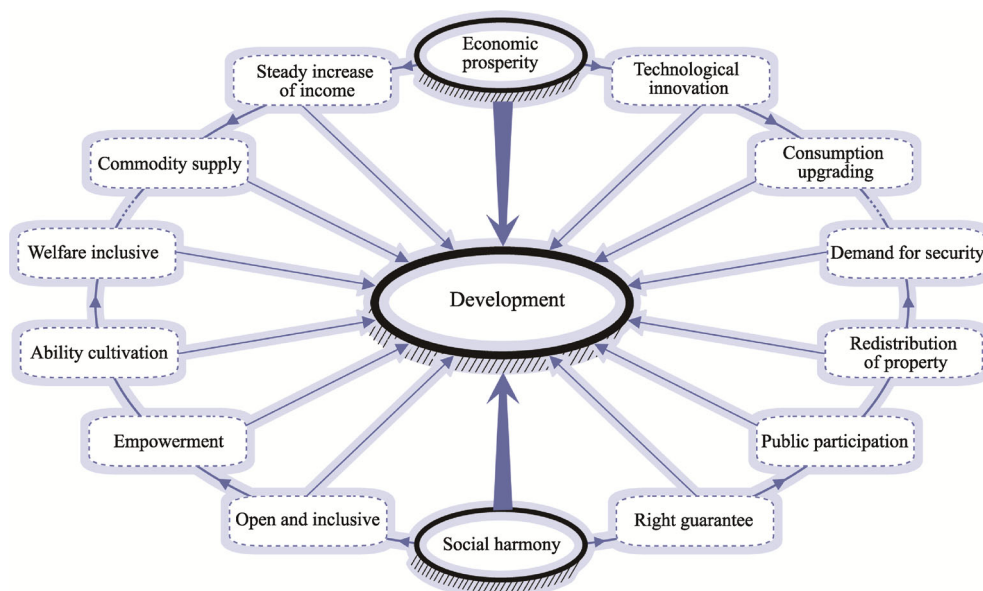 Economic
prosperity
Steady increase
of income
Technological
innovation
Commodity supply
Consumption
upgrading
Welfare inclusive
Demand for security
Development
Ability cultivation
Redistribution
of property
Empowerment
Public participation
Open and inclusive
Social harmony
Right guarantee